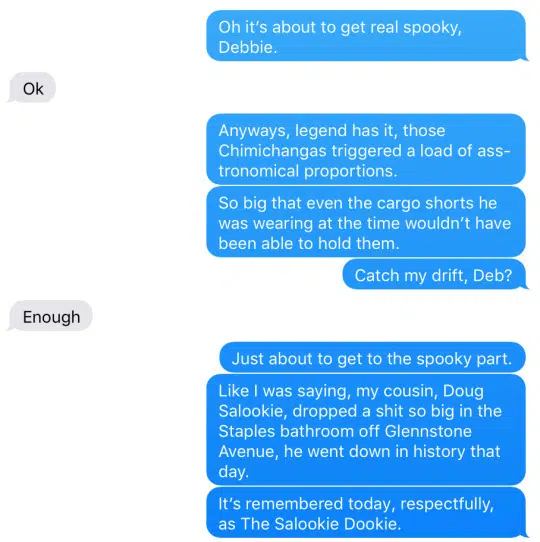 Oh it’s about to get real spooky,
Debbie.
Ok
Anyways, legend has it, those
Chimichangas triggered a load of ass-
tronomical proportions.
So big that even the cargo shorts he
was wearing at the time wouldn’t have
been able to hold them.
Catch my drift, Deb?
Enough
Just about to get to the spooky part.
Like I was saying, my cousin, Doug
Salookie, dropped a shit so big in the
Staples bathroom off Glennstone
Avenue, he went down in history that
day.
It’s remembered today, respectfully,
as The Salookie Dookie.